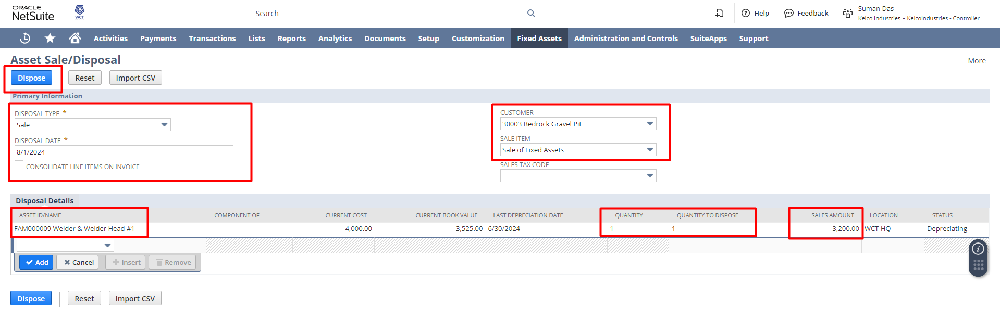 ORACLE
NetSuite
WCT
Search
Help
Feedback
Suman Das
Kelco Industries - KelcoIndustries - Controller
Activities Payments Transactions Lists Reports Analytics Documents Setup Customization Fixed Assets Administration and Controls SuiteApps Support
Asset Sale/Disposal
More
Dispose Reset Import CSV
Primary Information
DISPOSAL TYPE *
Sale
DISPOSAL DATE *
8/1/2024
CONSOLIDATE LINE ITEMS ON INVOICE
CUSTOMER
30003 Bedrock Gravel Pit
SALE ITEM
Sale of Fixed Assets
SALES TAX CODE
Disposal Details
ASSET ID/NAME COMPONENT OF CURRENT COST CURRENT BOOK VALUE LAST DEPRECIATION DATE QUANTITY QUANTITY TO DISPOSE SALES AMOUNT LOCATION STATUS
FAM000009 Welder & Welder Head #1 4,000.00 3,525.00 6/30/2024 1 1 3,200.00 WCT HQ Depreciating
Add Cancel Insert Remove
Dispose Reset Import CSV